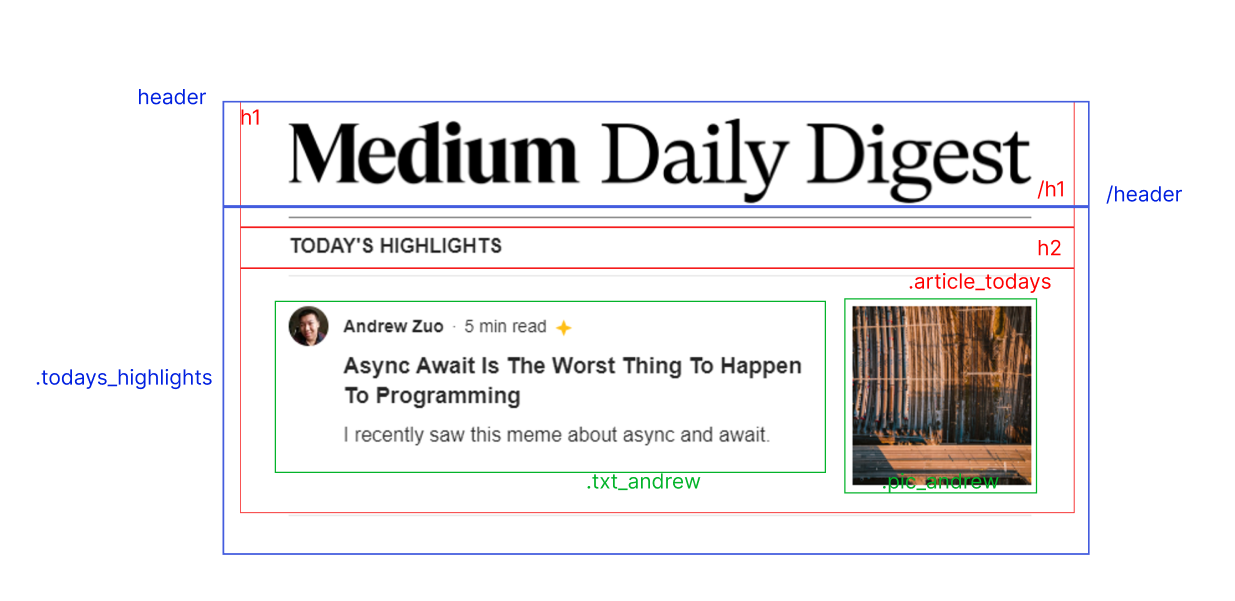 header
h1
Medium Daily Digest
/h1
/header
TODAY'S HIGHLIGHTS
h2
.article_todays
Andrew Zuo · 5 min read
Async Await Is The Worst Thing To Happen
To Programming
.todays_highlights
I recently saw this meme about async and await.
.txt_andrew
.pic_andrew